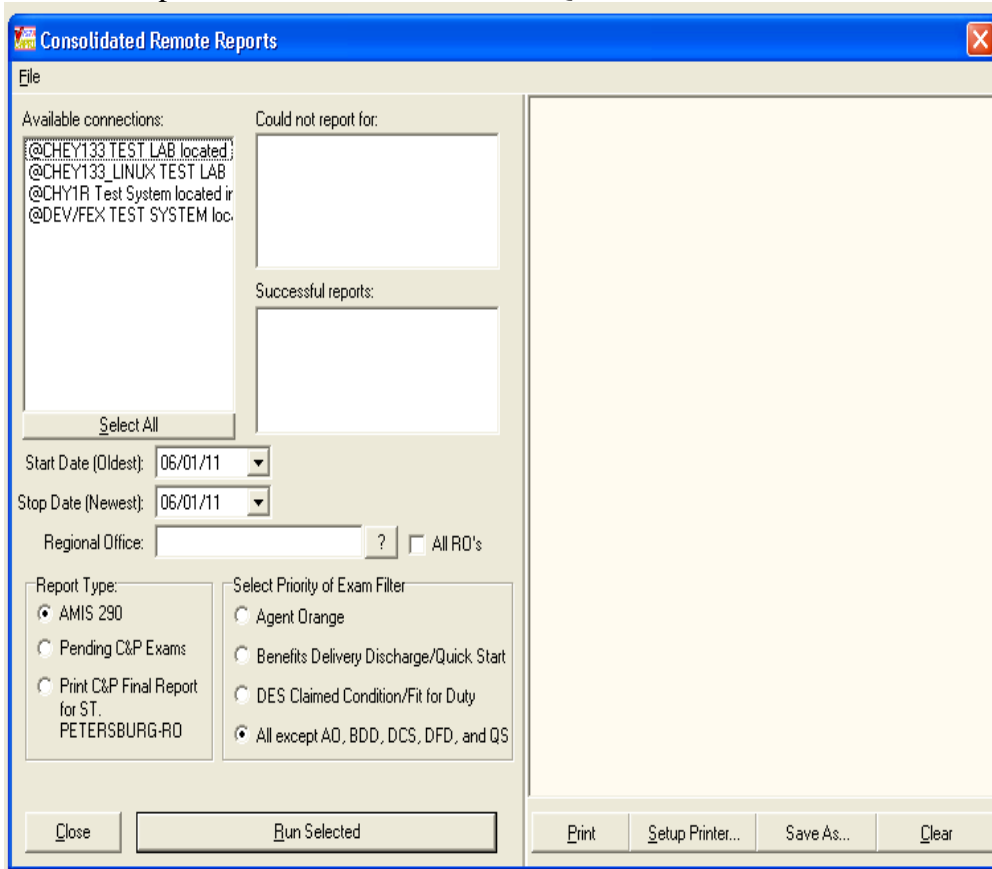 Consolidated Remote Reports
File
Available connections:
@CHEY133 TEST LAB located
@CHEY133_LINUX TEST LAB
@CHY1R Test System located ir
@DEV/FEX TEST SYSTEM loc
Select All
Could not report for:
Successful reports:
Start Date (Oldest): 06/01/11
Stop Date (Newest): 06/01/11
Regional Office: ? All RO's
Report Type:
AMIS 290
Pending C&P Exams
Print C&P Final Report
for ST.
PETERSBURG-RO
Select Priority of Exam Filter
Agent Orange
Benefits Delivery Discharge/Quick Start
DES Claimed Condition/Fit for Duty
All except AO, BDD, DCS, DFD, and QS
Close Run Selected
Print Setup Printer... Save As... Clear